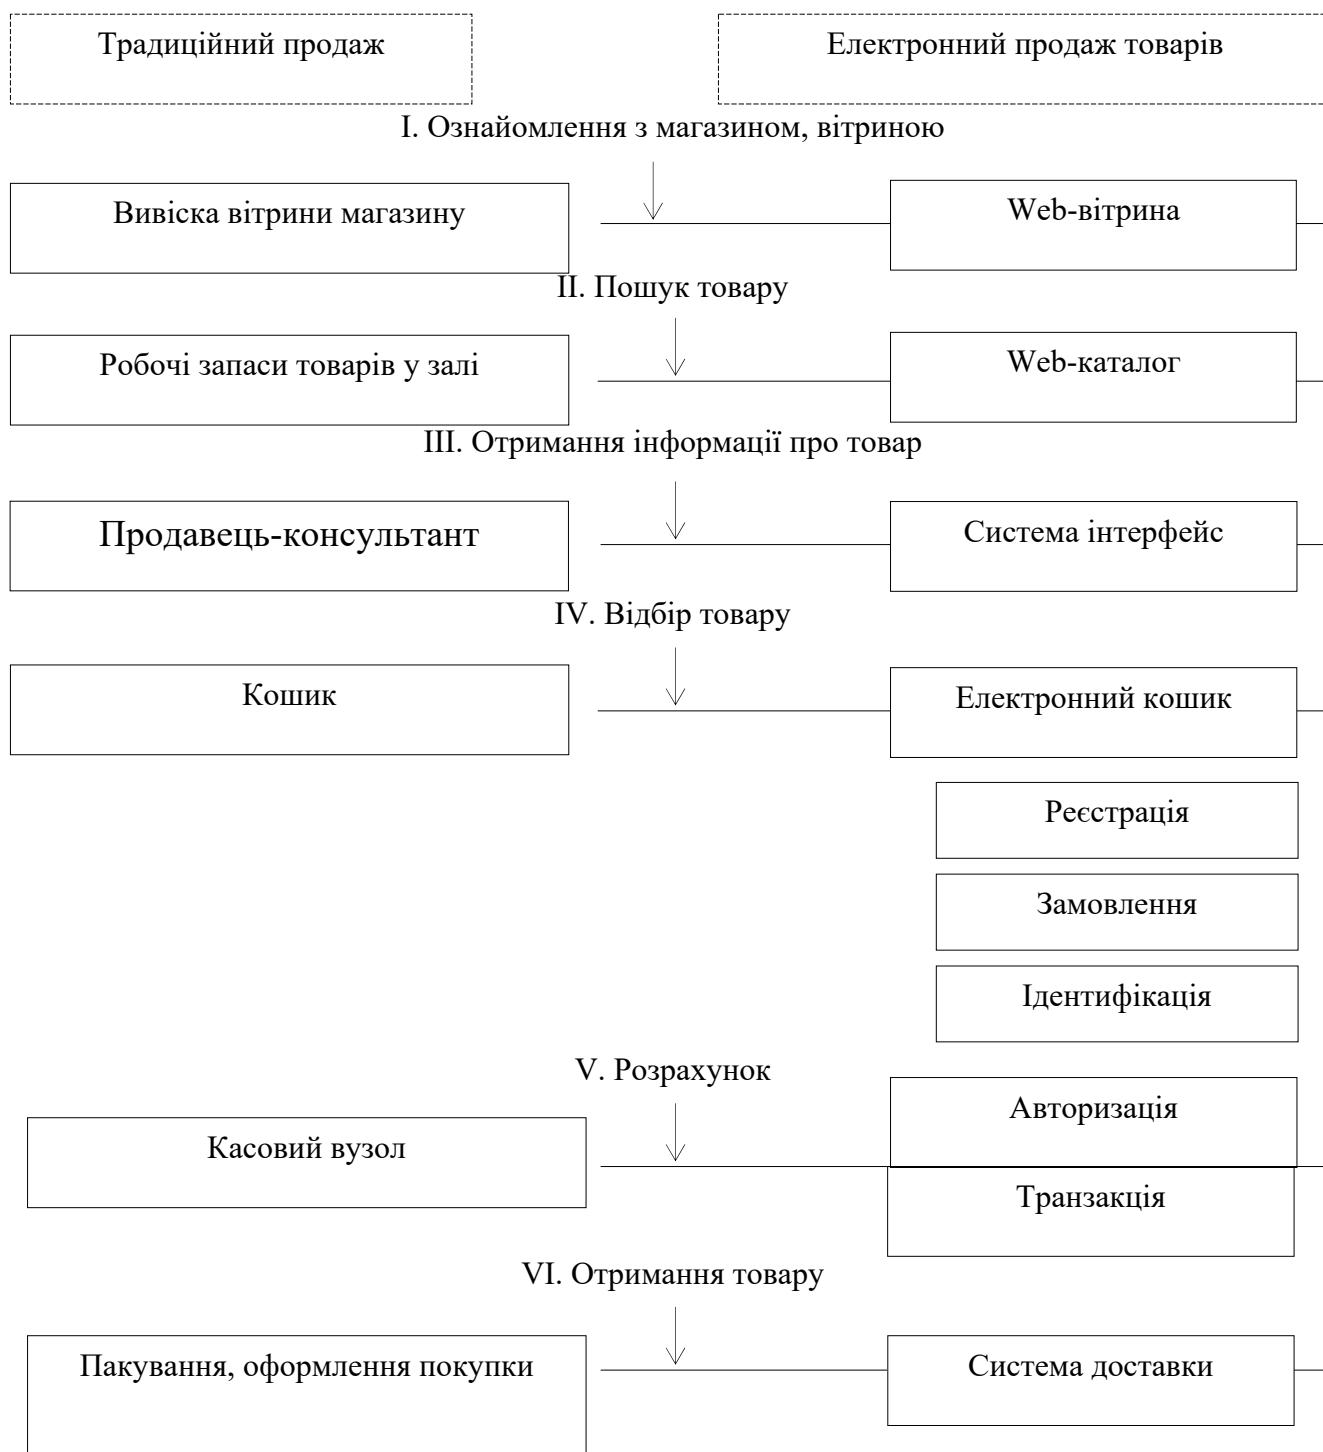 Традиційний продаж
Електронний продаж товарів
І. Ознайомлення з магазином, вітриною
Вивіска вітрини магазину
Web-вітрина
ІІ. Пошук товару
Робочі запаси товарів у залі
Web-каталог
ІІІ. Отримання інформації про товар
Продавець-консультант
Система інтерфейс
IV. Відбір товару
Кошик
Електронний кошик
Реєстрація
Замовлення
Ідентифікація
V. Розрахунок
Авторизація
Касовий вузол
Транзакція
VI. Отримання товару
Пакування, оформлення покупки
Система доставки